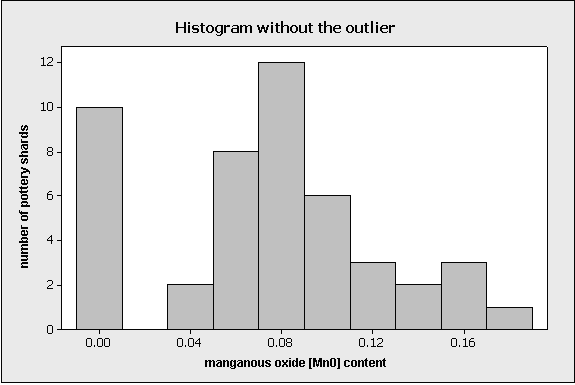 Histogram without the outlier
number of pottery shards
12
10
8
6
4
2
0
0.00 0.04 0.08 0.12 0.16
manganous oxide [Mn0] content